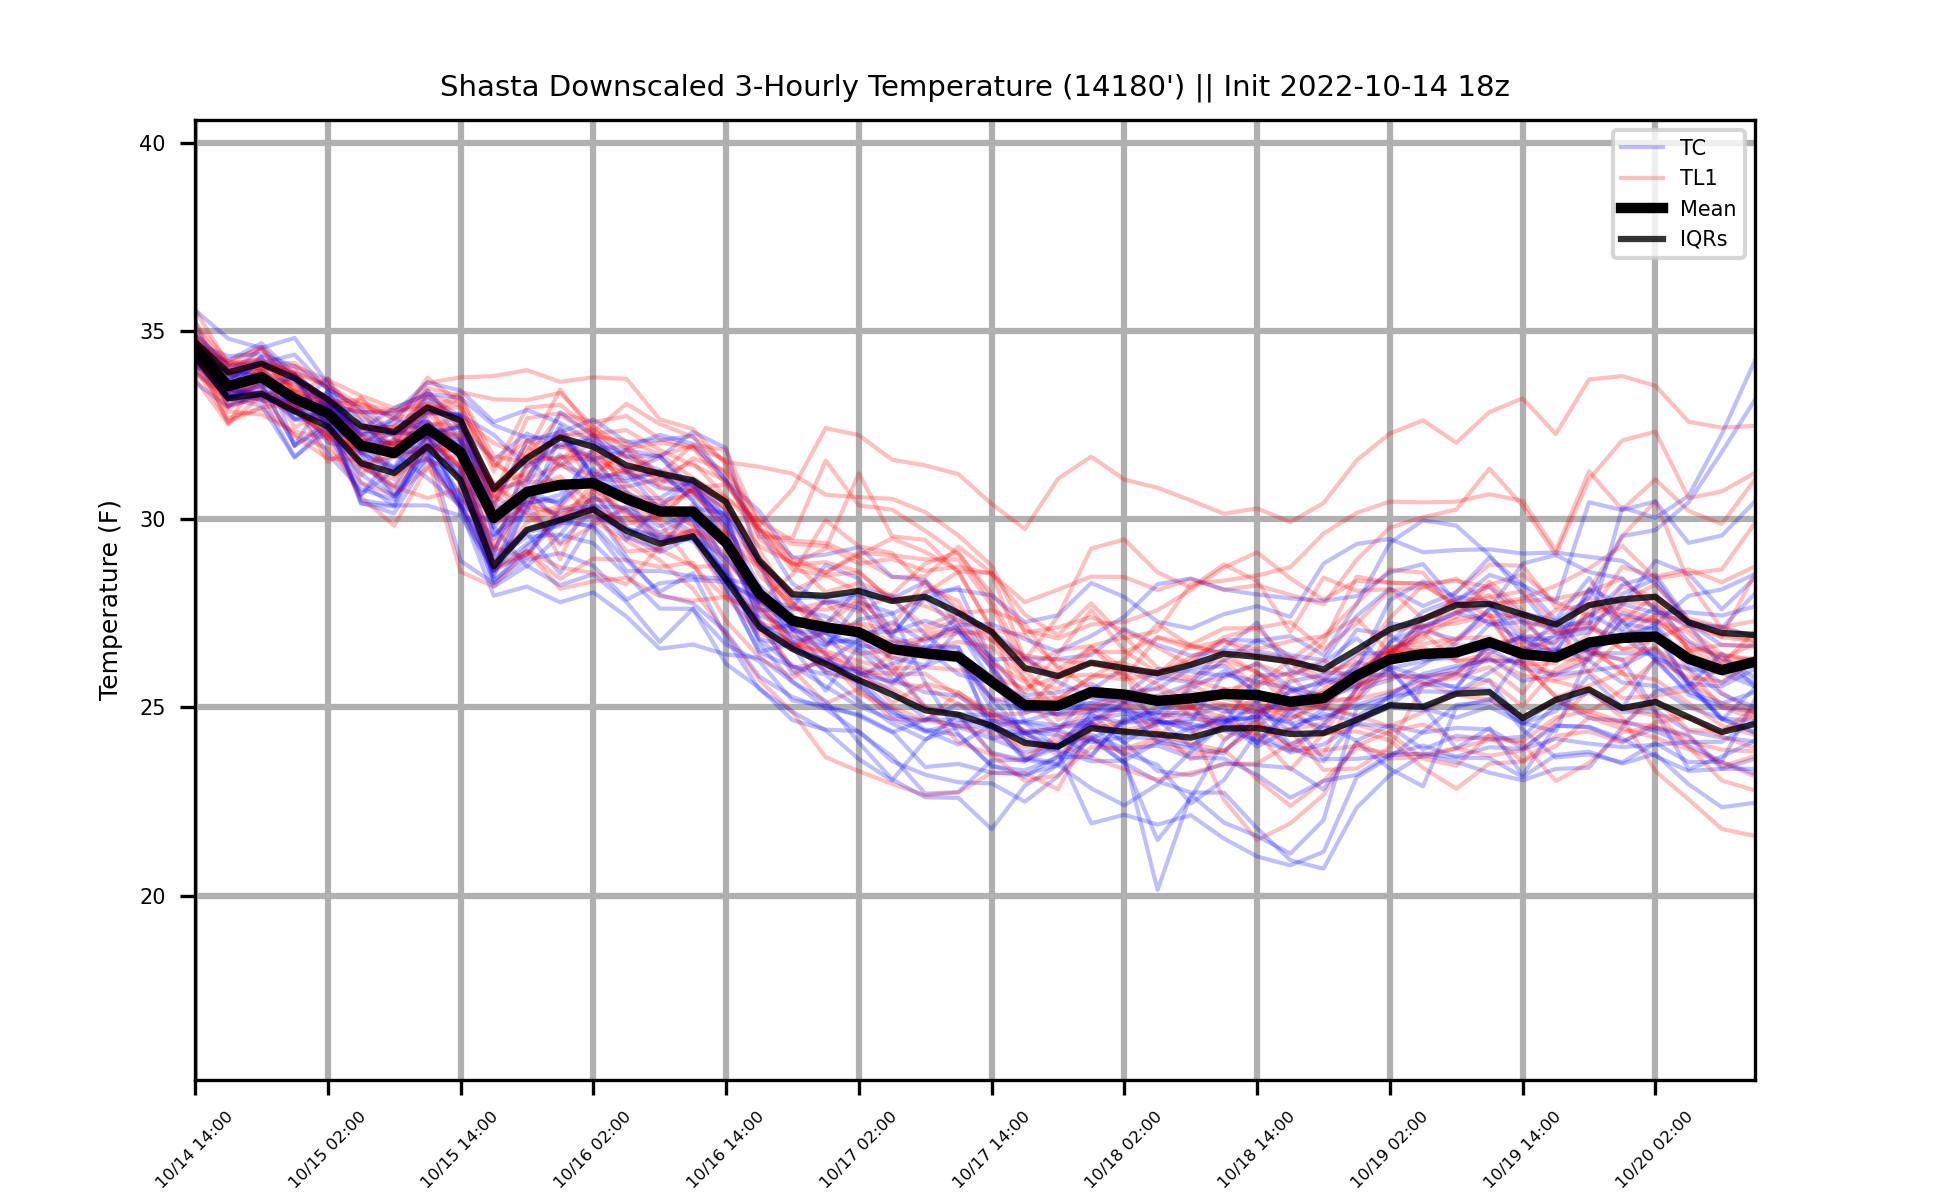 Shasta Downscaled 3-Hourly Temperature (14180') || Init 2022-10-14 18z
TC
TL1
Mean
IQRs
Temperature (F)
40
35
30
25
20
10/14 14:00
10/15 02:00
10/15 14:00
10/16 02:00
10/16 14:00
10/17 02:00
10/17 14:00
10/18 02:00
10/18 14:00
10/19 02:00
10/19 14:00
10/20 02:00